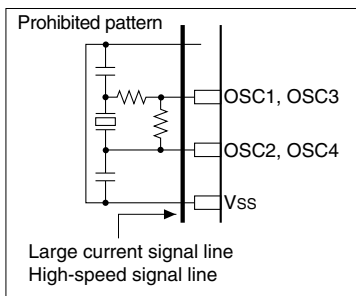 Prohibited pattern
OSC1, OSC3
OSC2, OSC4
VSS
Large current signal line
High-speed signal line